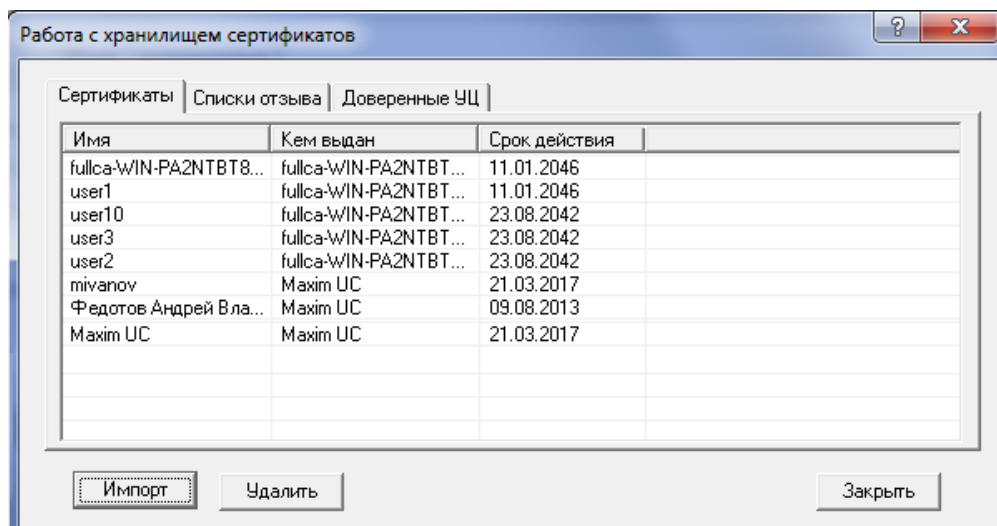 Работа с хранилищем сертификатов
Сертификаты Списки отзыва Доверенные УЦ
Имя Кем выдан Срок действия
fullca-WIN-PA2NTBT8... fullca-WIN-PA2NTBT... 11.01.2046
user1 fullca-WIN-PA2NTBT... 11.01.2046
user10 fullca-WIN-PA2NTBT... 23.08.2042
user3 fullca-WIN-PA2NTBT... 23.08.2042
user2 fullca-WIN-PA2NTBT... 23.08.2042
mivanov Maxim UC 21.03.2017
Федотов Андрей Вла... Maxim UC 09.08.2013
Maxim UC Maxim UC 21.03.2017
Импорт Удалить Закрыть